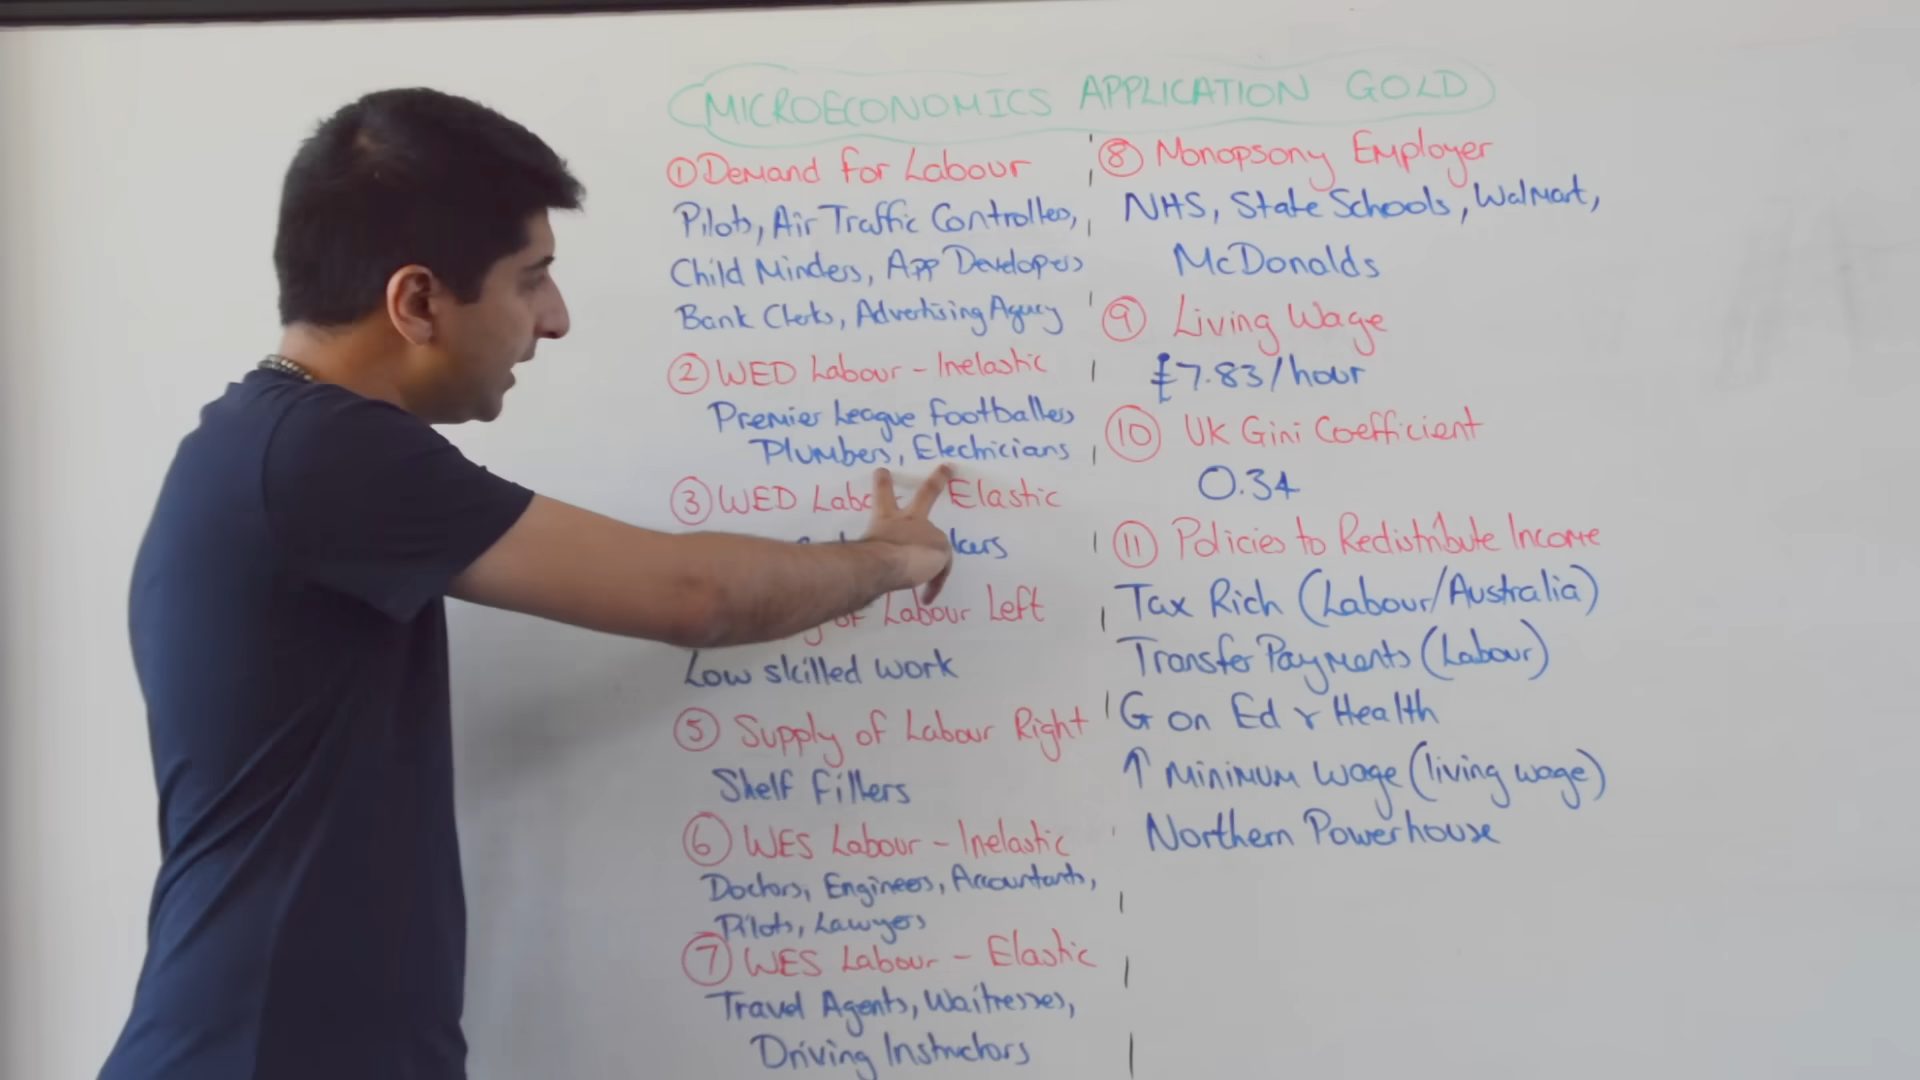 MICROECONOMICS APPLICATION GOLD
① Demand for Labour
Pilots, Air Traffic Controllers,
Child Minders, App Developers
Bank Clerks, Advertising Agency
② WED Labour - Inelastic
Premier League Footballers
Plumbers, Electricians
③ WED Elastic
of Labour Left
Low skilled work
⑤ Supply of Labour Right
Shelf Fillers
⑥ WES Labour - Inelastic
Doctors, Engineers, Accountants,
Pilots, Lawyers
⑦ WES Labour - Elastic
Travel Agents, Waitresses,
Driving Instructors
⑧ Monopsony Employer
NHS, State Schools, Walmart,
McDonalds
⑨ Living Wage
£7.83/hour
⑩ UK Gini Coefficient
0.34
⑪ Policies to Redistribute Income
Tax Rich (Labour/Australia)
Transfer Payments (Labour)
G on Ed & Health
↑ Minimum Wage (living wage)
Northern Powerhouse